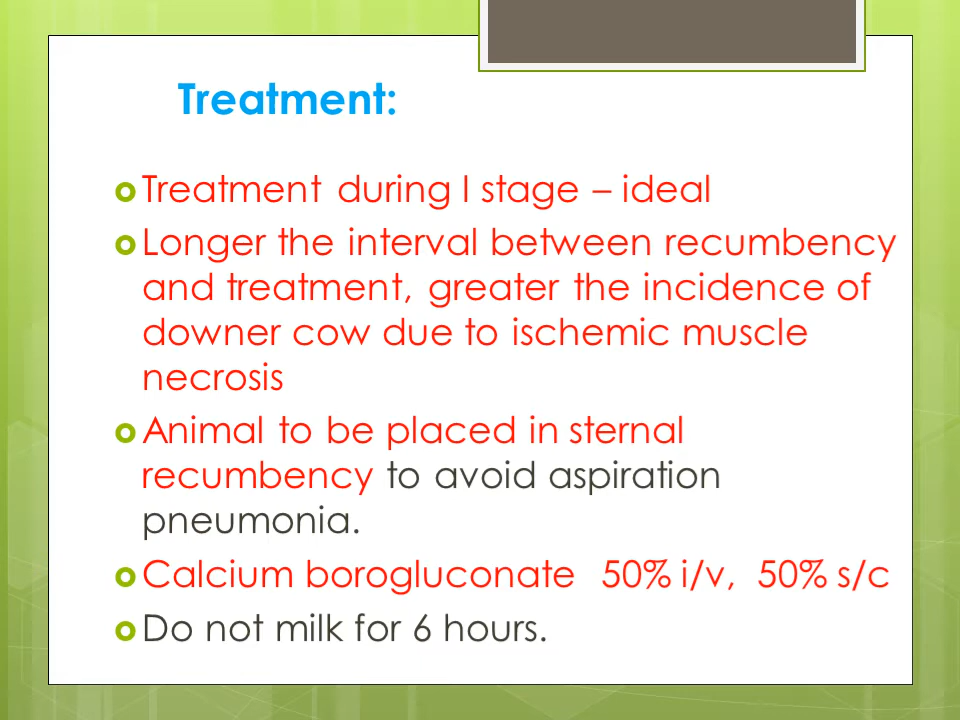 Treatment:
Treatment during I stage – ideal
Longer the interval between recumbency
and treatment, greater the incidence of
downer cow due to ischemic muscle
necrosis
Animal to be placed in sternal
recumbency to avoid aspiration
pneumonia.
Calcium borogluconate 50% i/v, 50% s/c
Do not milk for 6 hours.